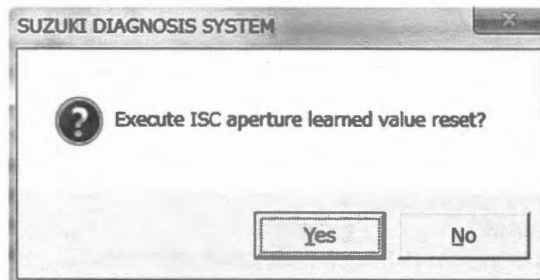 SUZUKI DIAGNOSIS SYSTEM
Execute ISC aperture learned value reset?
Yes
No